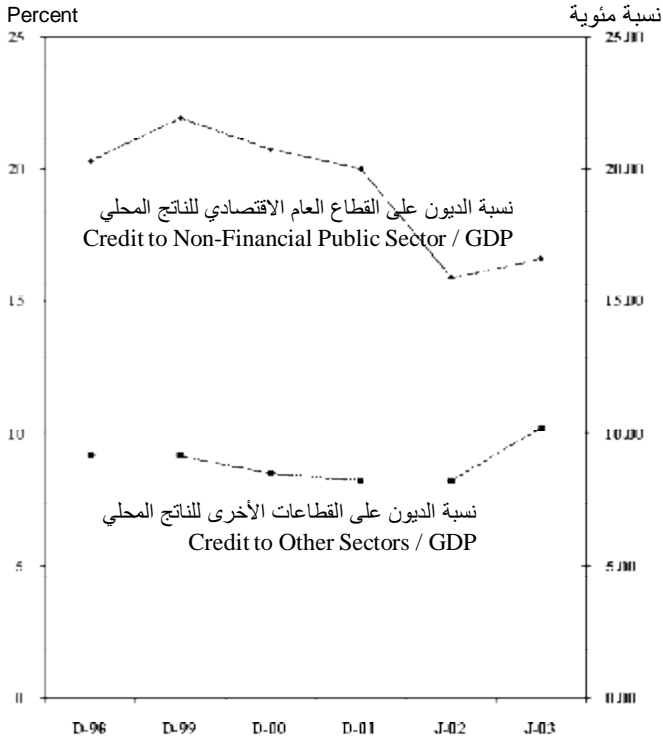 Percent
نسبة مئوية
25
25.00
20
20.00
نسبة الديون على القطاع العام الاقتصادي للناتج المحلي
Credit to Non-Financial Public Sector / GDP
15
15.00
10
10.00
نسبة الديون على القطاعات الأخرى للناتج المحلي
Credit to Other Sectors / GDP
5
5.00
0
0.00
D-98 D-99 D-00 D-01 J-02 J-03